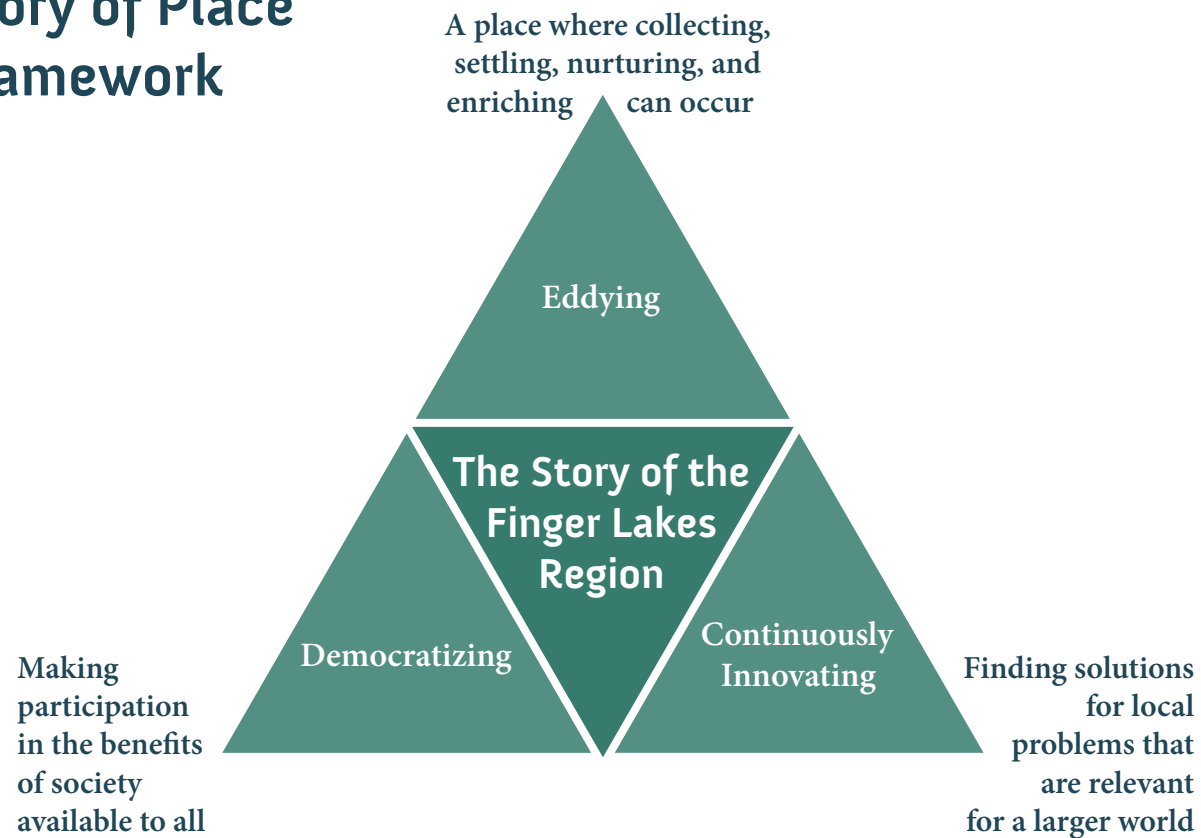 ory of Place
amework
A place where collecting,
settling, nurturing, and
enriching can occur
Eddying
The Story of the
Finger Lakes
Region
Democratizing
Continuously
Innovating
Making
participation
in the benefits
of society
available to all
Finding solutions
for local
problems that
are relevant
for a larger world